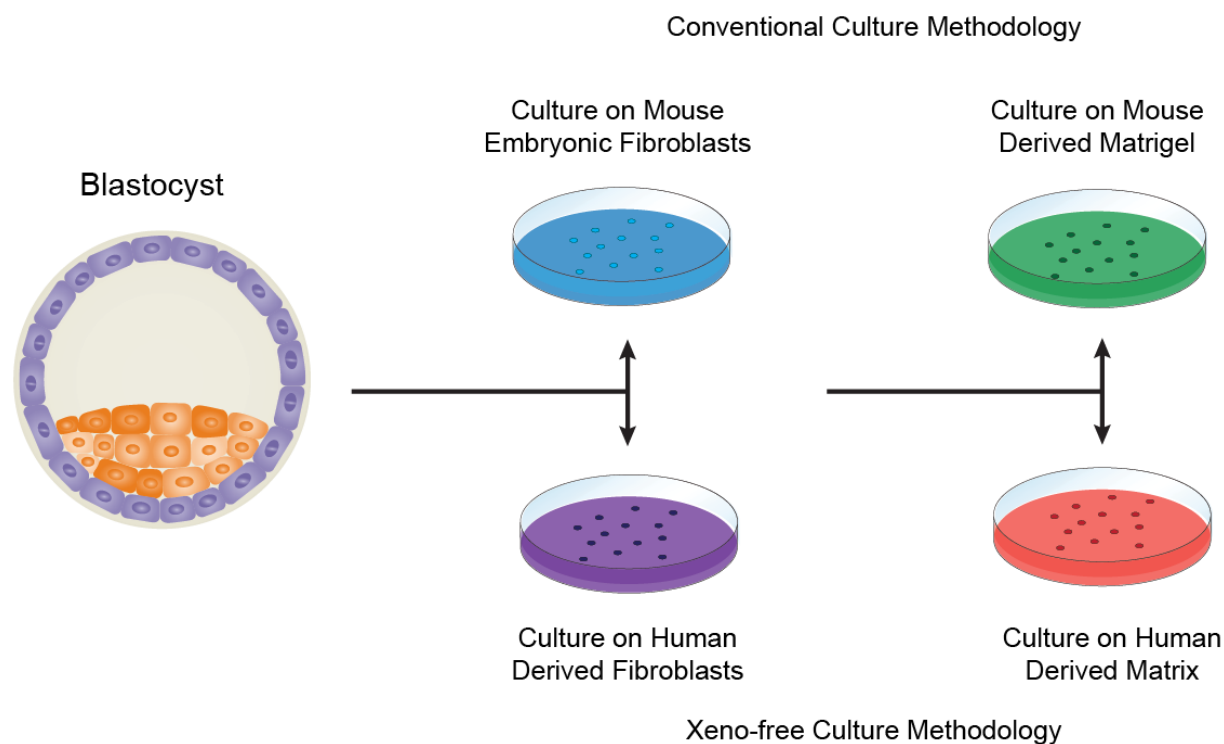 Conventional Culture Methodology
Culture on Mouse
Embryonic Fibroblasts
Culture on Mouse
Derived Matrigel
Blastocyst
Culture on Human
Derived Fibroblasts
Culture on Human
Derived Matrix
Xeno-free Culture Methodology